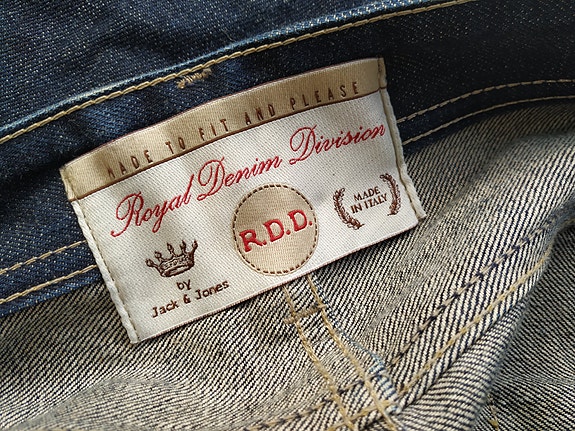 MADE TO FIT AND PLEASE
Royal Denim Division
by
Jack & Jones
R.D.D.
MADE
IN ITALY